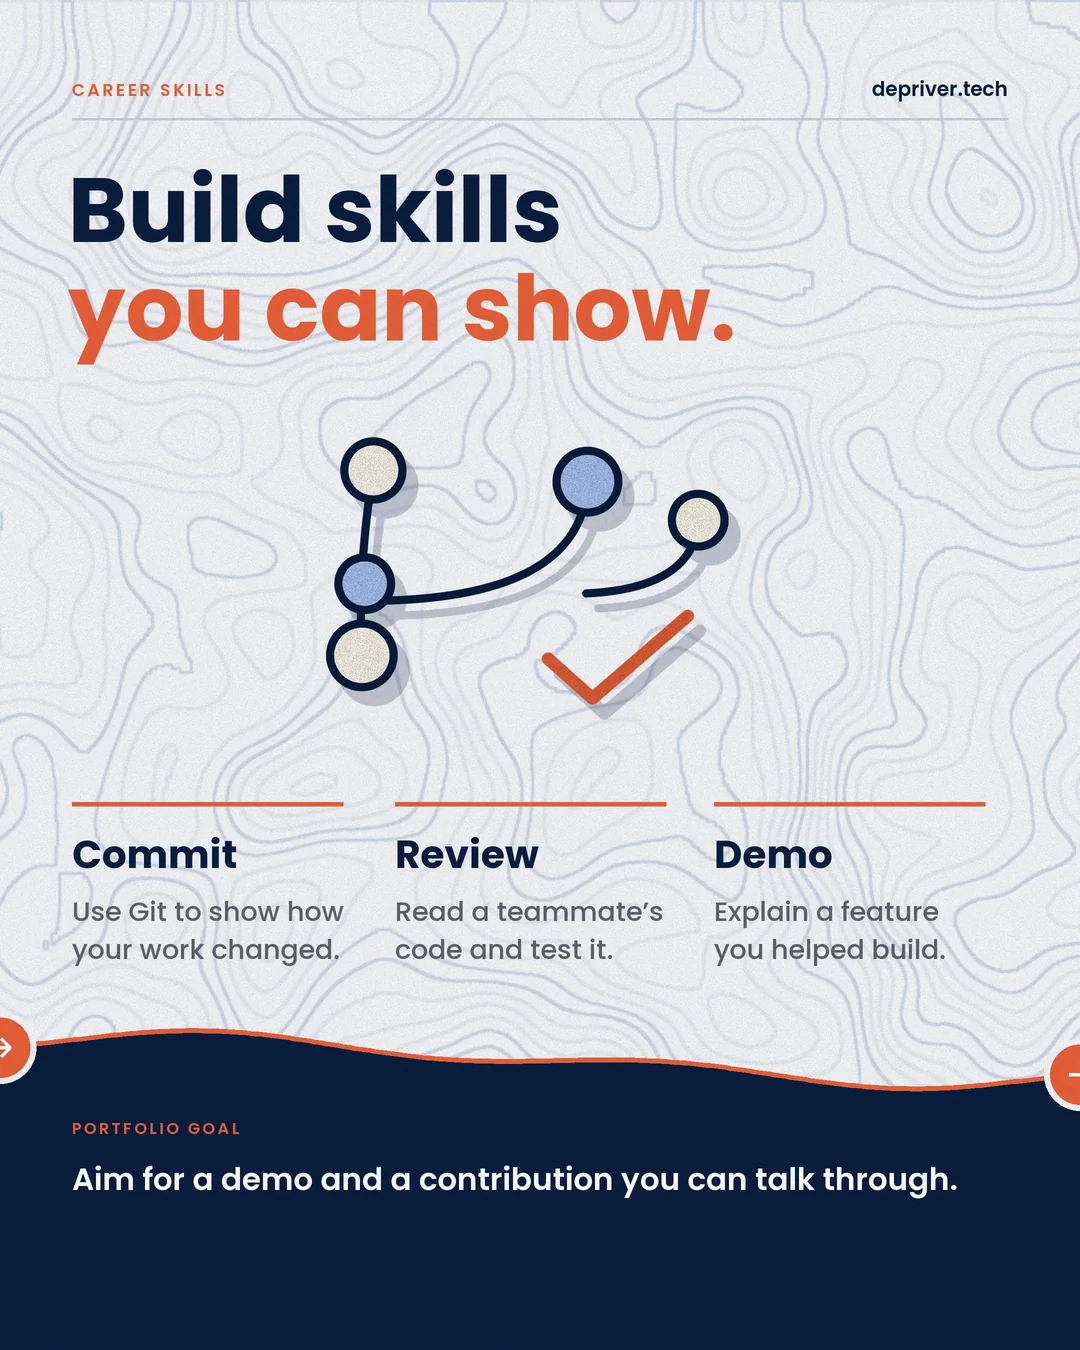 CAREER SKILLS
depriver.tech
Build skills
you can show.
Commit
Use Git to show how
your work changed.
Review
Read a teammate’s
code and test it.
Demo
Explain a feature
you helped build.
PORTFOLIO GOAL
Aim for a demo and a contribution you can talk through.